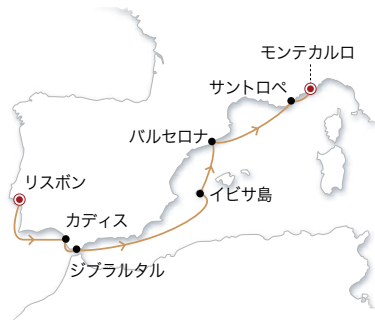 モンテカルロ
サントロペ
バルセロナ
リスボン
イビサ島
カディス
ジブラルタル